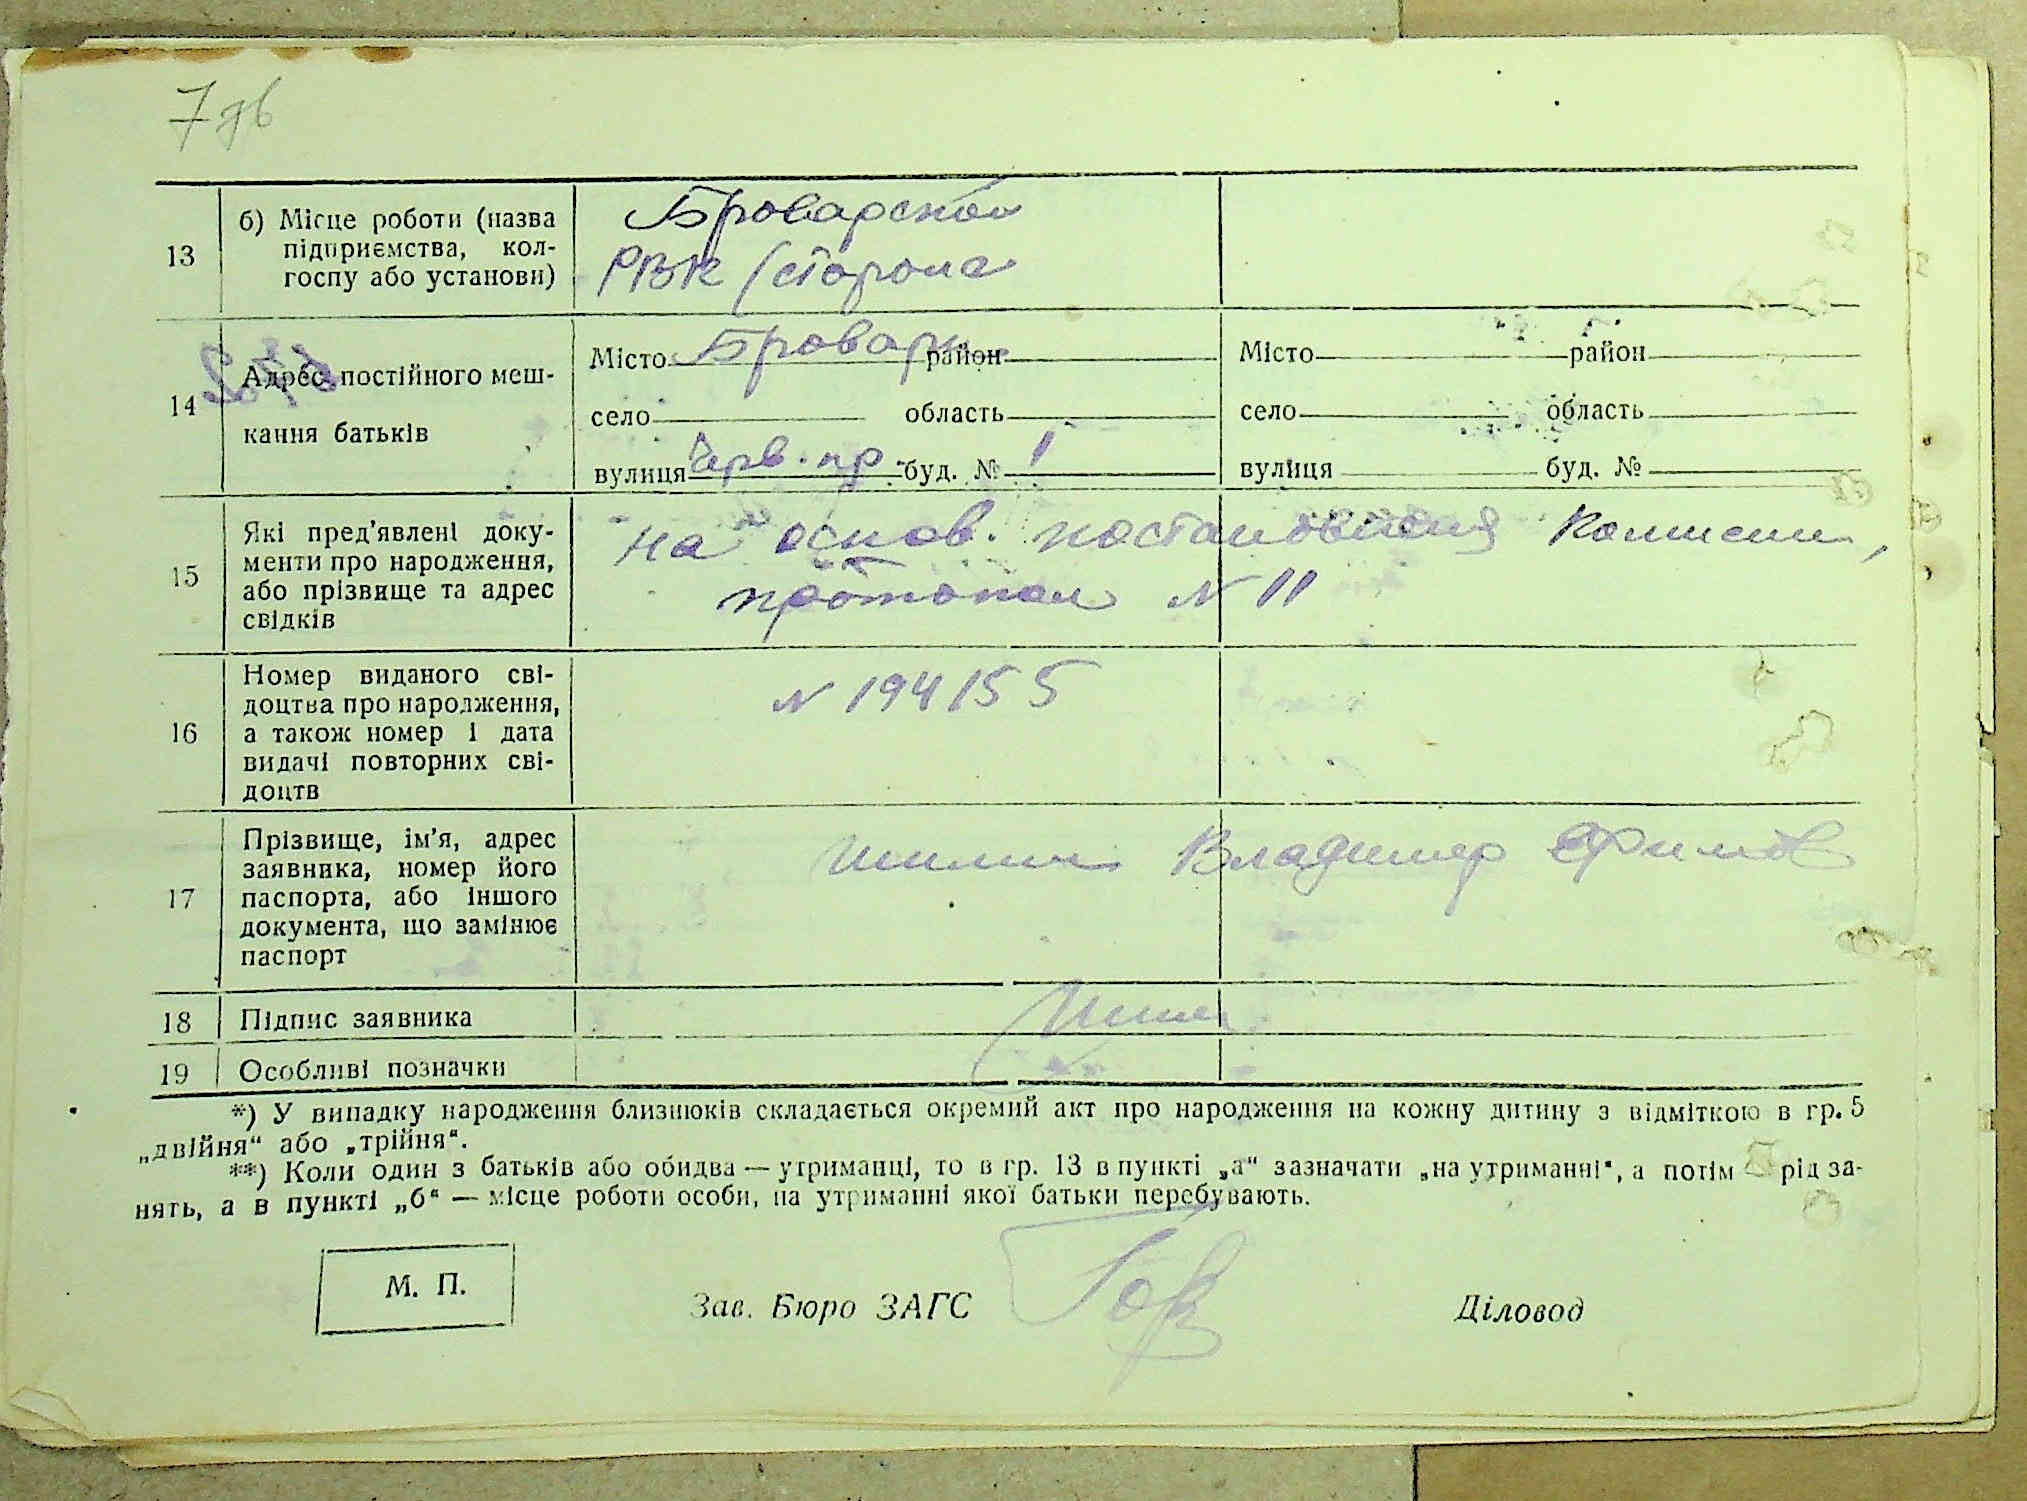 13
б) Місце роботи (назва
підприємства, кол-
госпу або установи)
Броварской
РВК (сторона
14
Адрес постійного меш-
кання батьків
Місто Бровари район
село область
вулиця Черв. пр. буд. № 1
Місто район
село область
вулиця буд. №
15
Які пред'явлені доку-
менти про народження,
або прізвище та адрес
свідків
На основ. постановления Комиссии,
протокол N 11
16
Номер виданого сві-
доцтва про народження,
а також номер і дата
видачі повторних сві-
доцтв
N 194155
17
Прізвище, ім'я, адрес
заявника, номер його
паспорта, або іншого
документа, що замінює
паспорт
Владимир Ефимов
18
Підпис заявника
19
Особливі позначки
*) У випадку народження близнюків складається окремий акт про народження на кожну дитину з відміткою в гр. 5
„двійня“ або „трійня“.
**) Коли один з батьків або обидва — утриманці, то в гр. 13 в пункті „а“ зазначати „на утриманні“, а потім рід за-
нять, а в пункті „б“ — місце роботи особи, на утриманні якої батьки перебувають.
М. П.
Зав. Бюро ЗАГС
Діловод